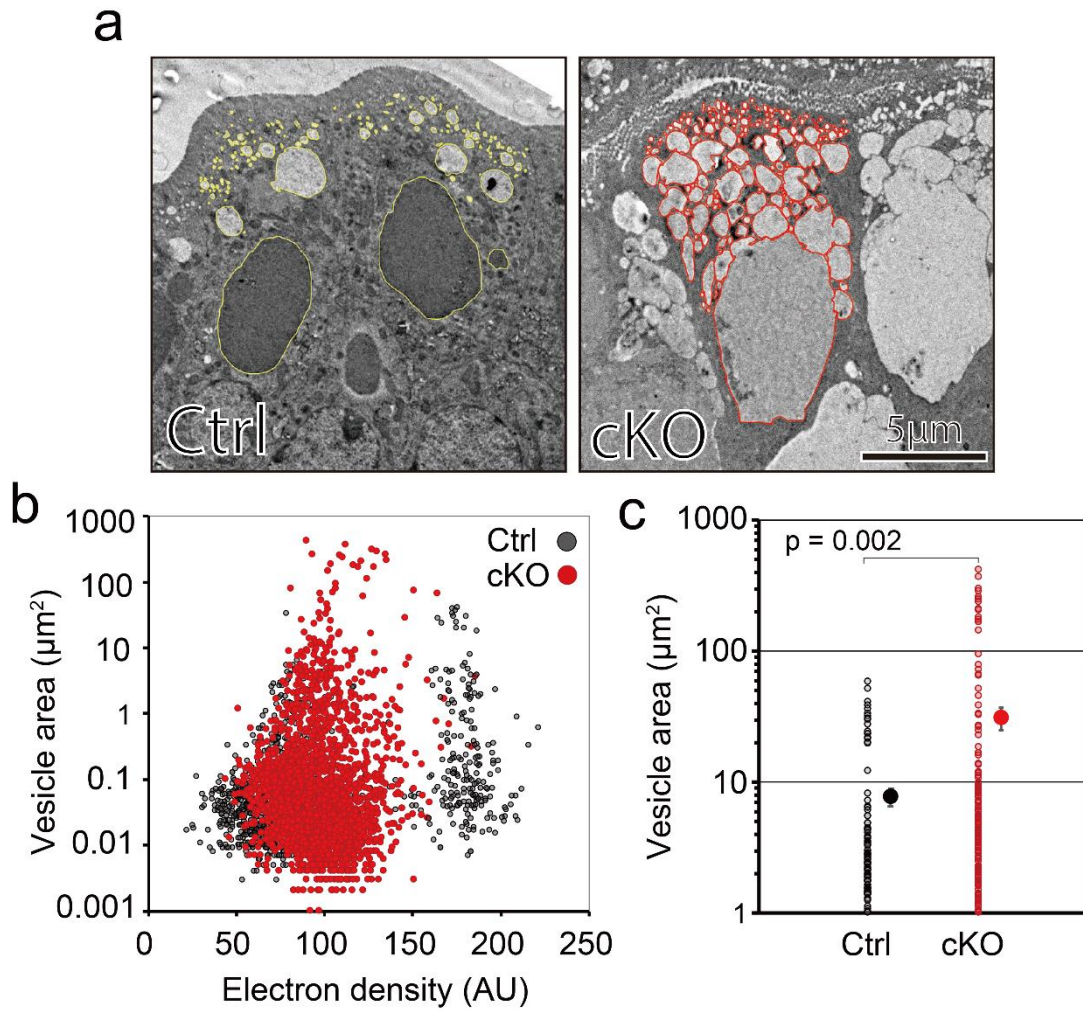 a
Ctrl
cKO
5µm
b
1000
100
10
1
0.1
0.01
0.001
Vesicle area (µm²)
Ctrl
cKO
0
50
100
150
200
250
Electron density (AU)
c
1000
100
10
1
Vesicle area (µm²)
p = 0.002
Ctrl
cKO